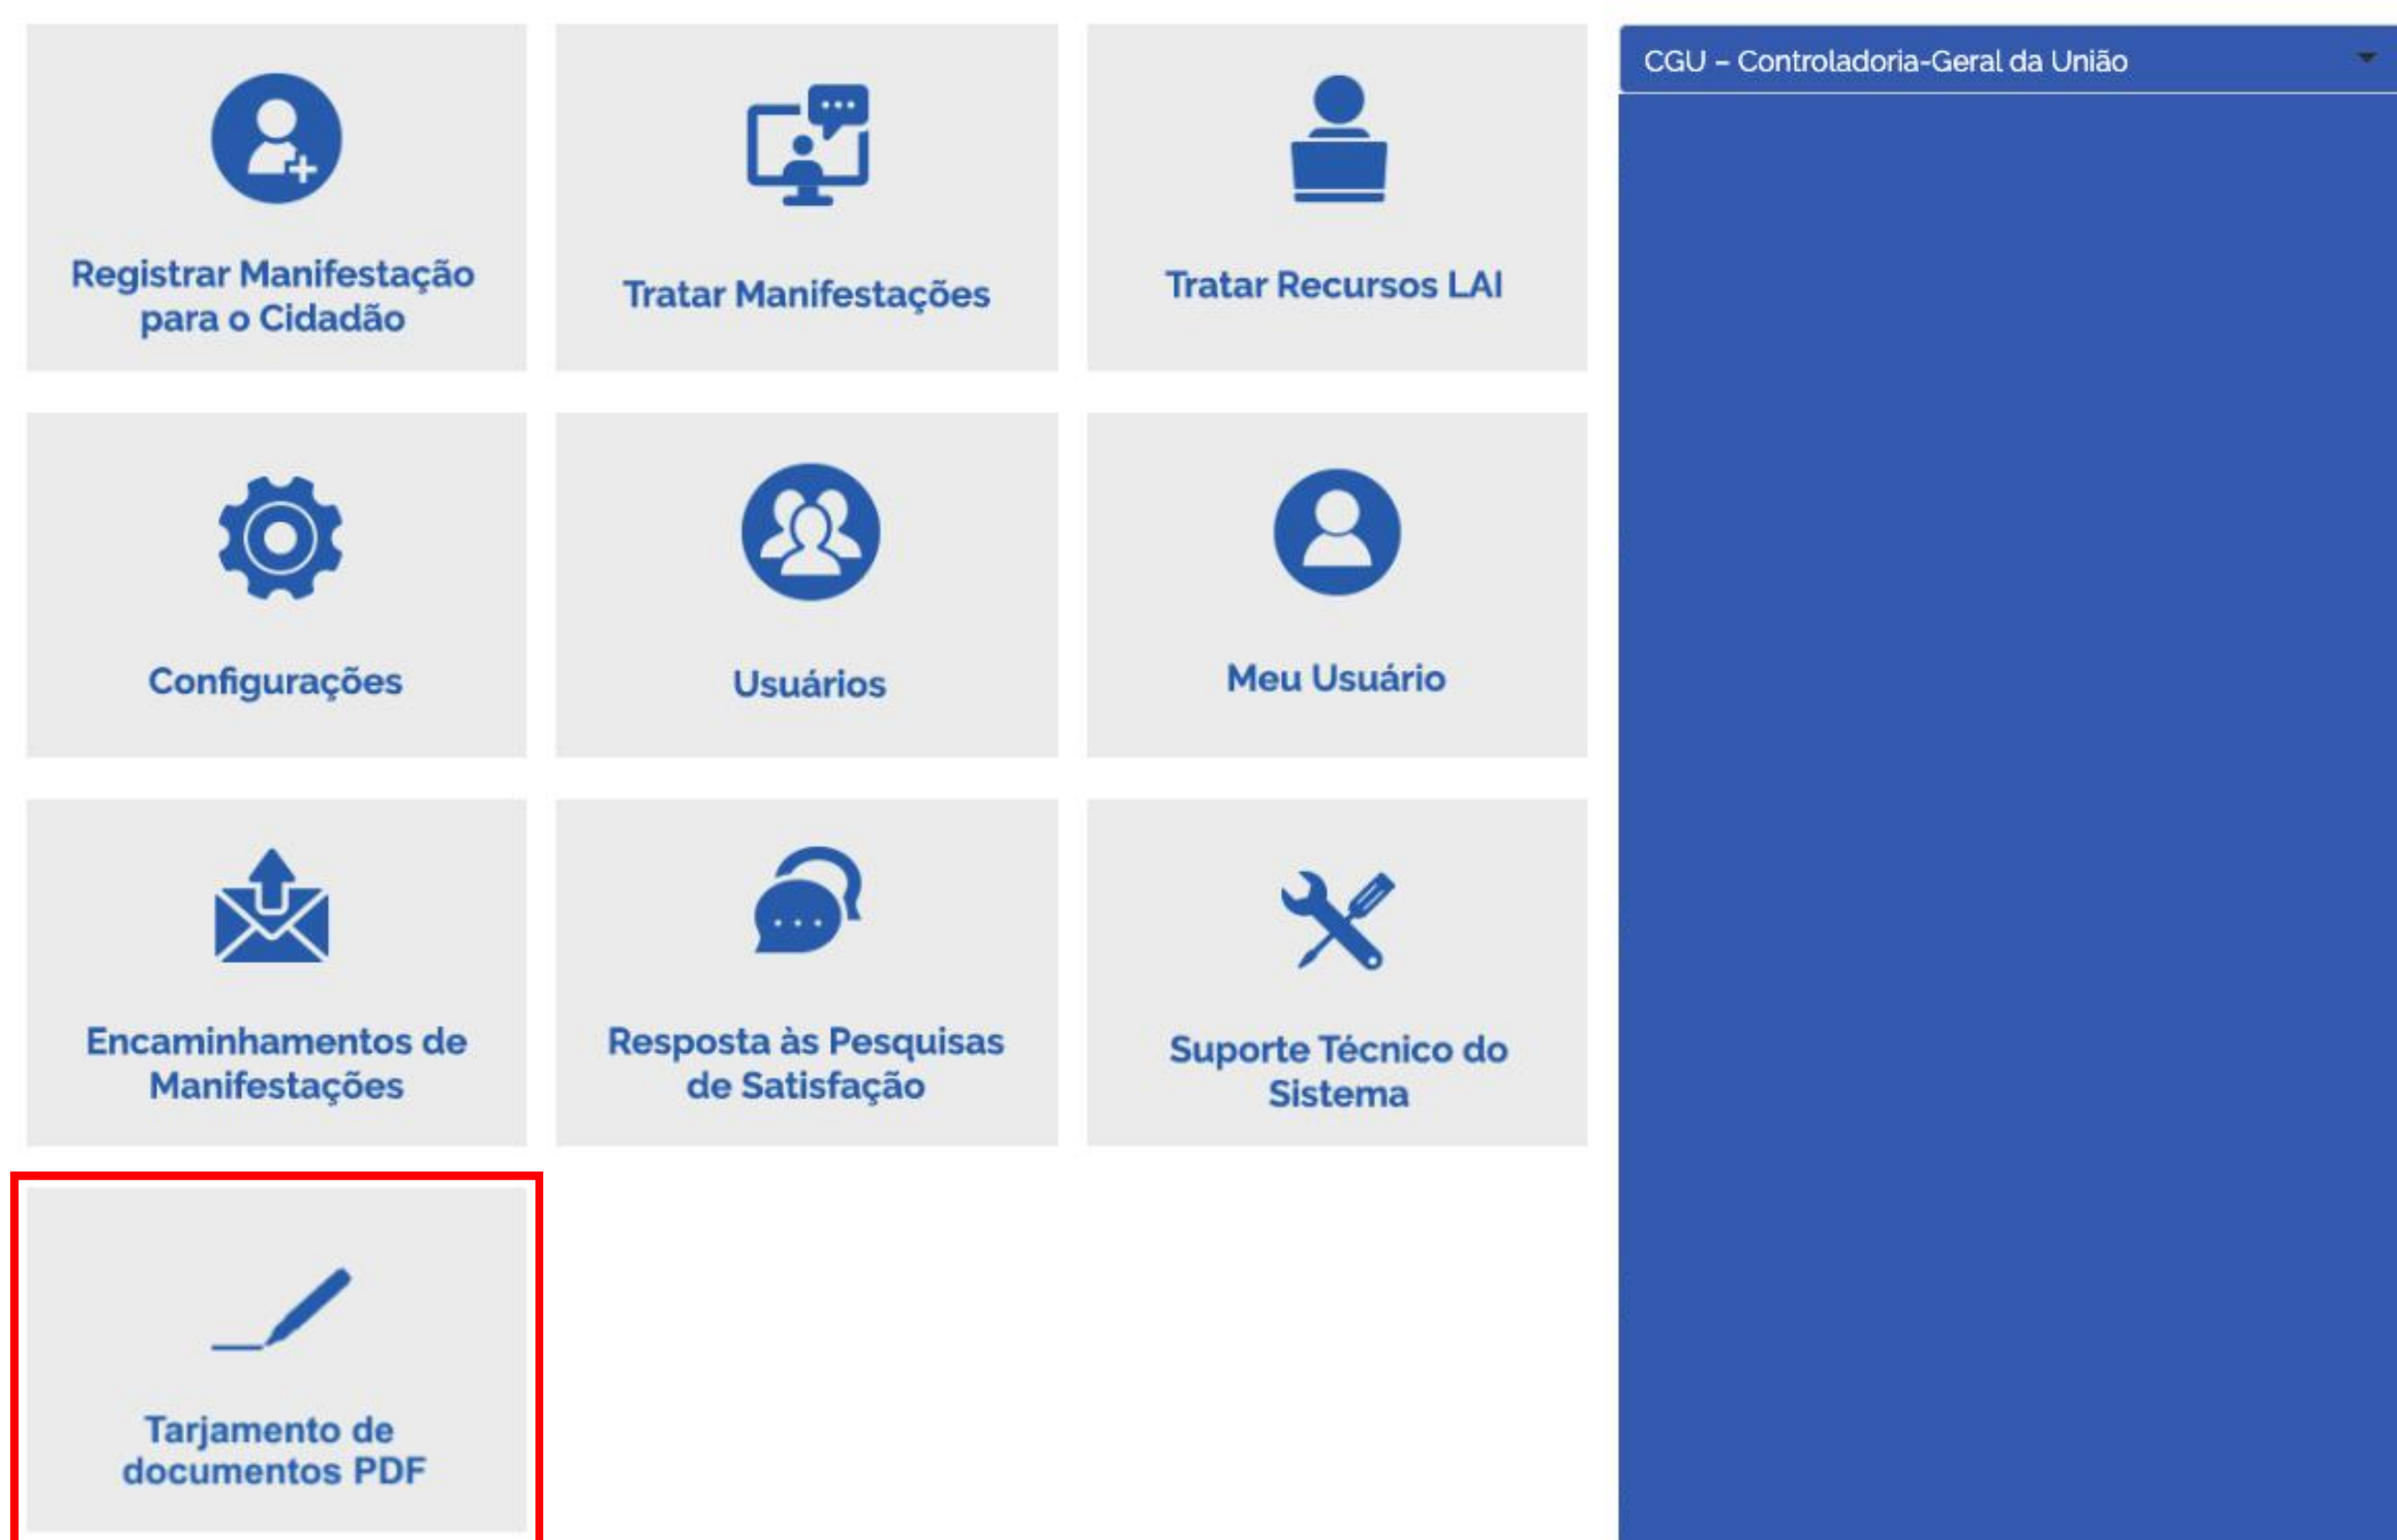 CGU – Controladoria-Geral da União
Registrar Manifestação
para o Cidadão
Tratar Manifestações
Tratar Recursos LAI
Configurações
Usuários
Meu Usuário
Encaminhamentos de
Manifestações
Resposta às Pesquisas
de Satisfação
Suporte Técnico do
Sistema
Tarjamento de
documentos PDF